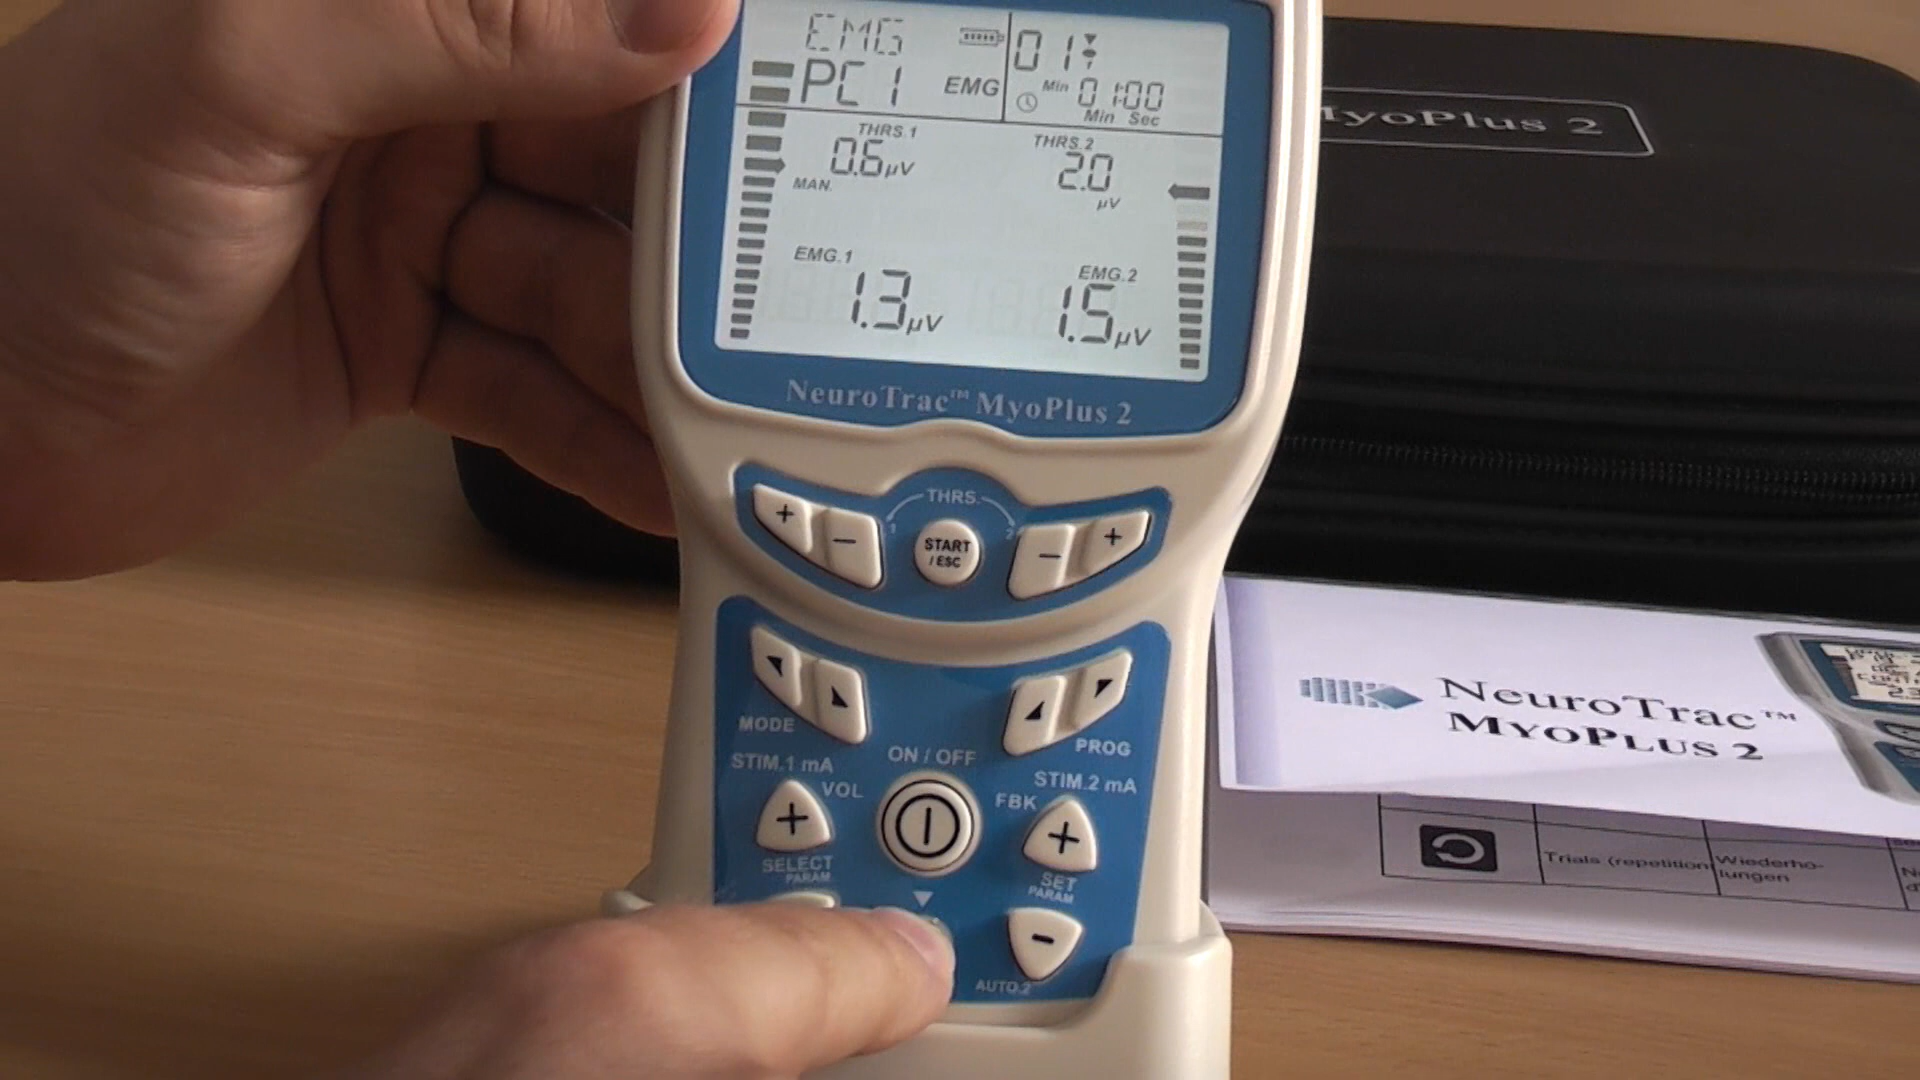 EMG
PC1 EMG
01
Min 01:00
Min Sec
THRS.1
0.6µV
MAN.
THRS.2
2.0
µV
EMG.1
1.3µV
EMG.2
1.5µV
NeuroTrac™ MyoPlus 2
THRS.
1 2
+ −
START
/ ESC
− +
MODE
PROG
ON / OFF
STIM.1 mA
VOL
STIM.2 mA
FBK
+
+
SELECT
PARAM
SET
PARAM
−
AUTO.2
MyoPlus 2
NeuroTrac™
MYOPLUS 2
Trials (repetition
Wiederho-
lungen